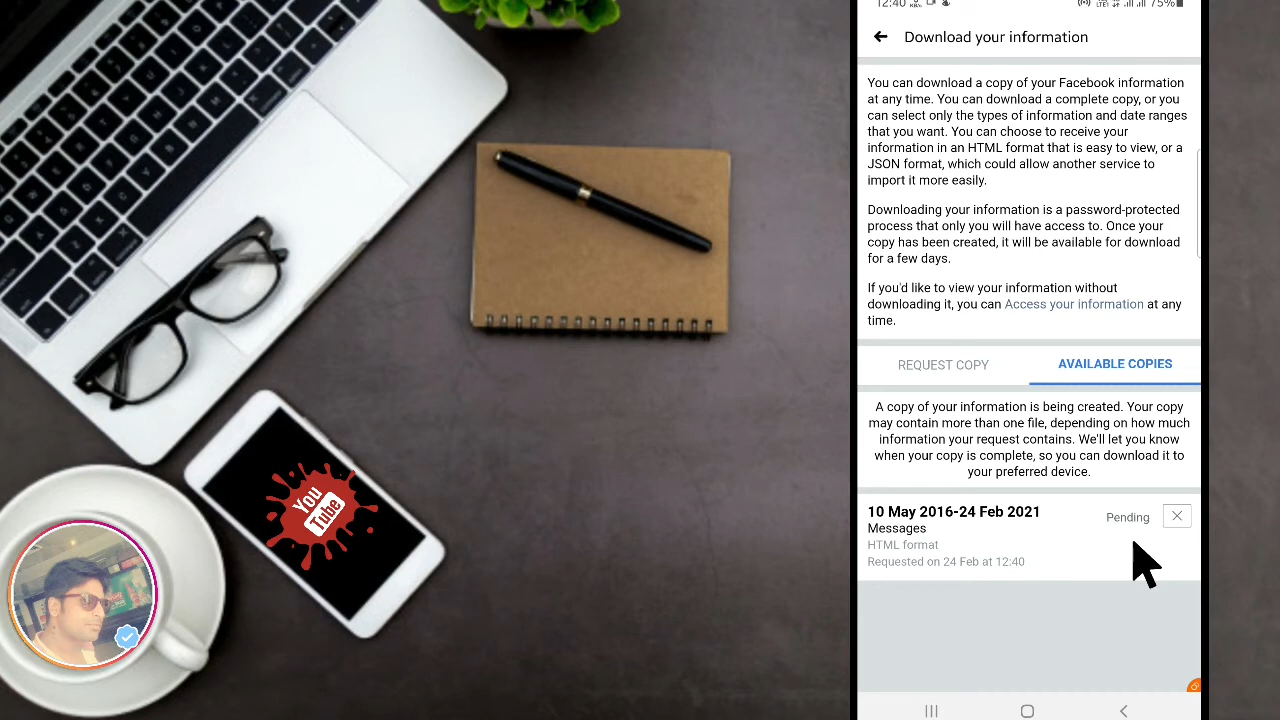 You
Tube
12:40
75%
Download your information
You can download a copy of your Facebook information
at any time. You can download a complete copy, or you
can select only the types of information and date ranges
that you want. You can choose to receive your
information in an HTML format that is easy to view, or a
JSON format, which could allow another service to
import it more easily.
Downloading your information is a password-protected
process that only you will have access to. Once your
copy has been created, it will be available for download
for a few days.
If you'd like to view your information without
downloading it, you can Access your information at any
time.
REQUEST COPY
AVAILABLE COPIES
A copy of your information is being created. Your copy
may contain more than one file, depending on how much
information your request contains. We'll let you know
when your copy is complete, so you can download it to
your preferred device.
10 May 2016-24 Feb 2021
Pending
Messages
HTML format
Requested on 24 Feb at 12:40